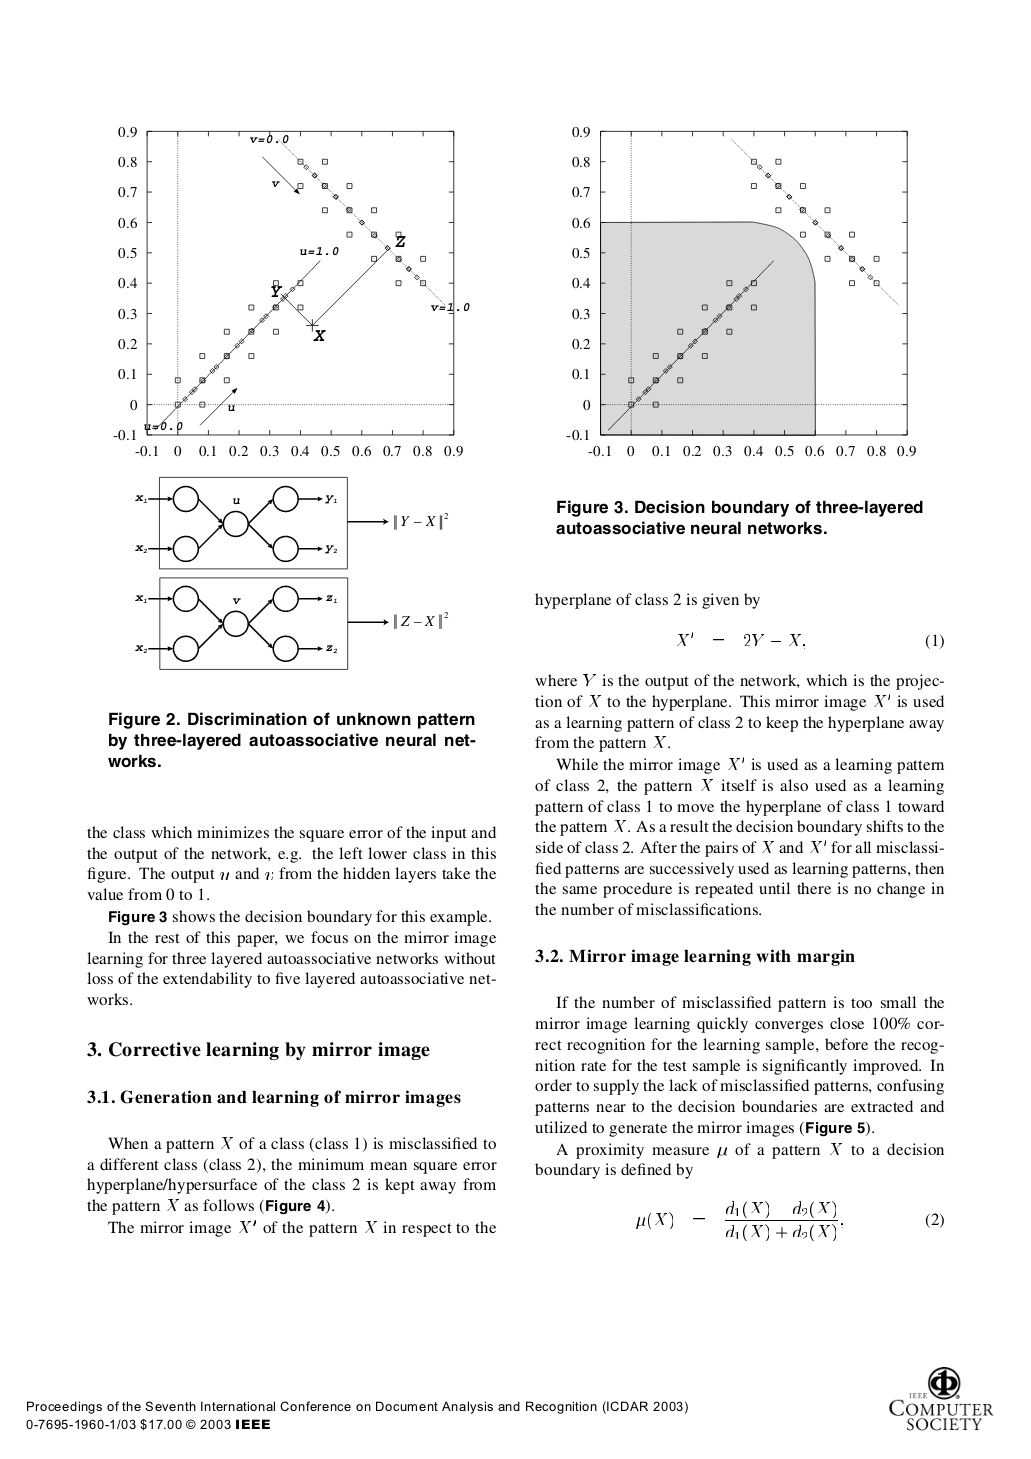 0.9
0.8
0.7
0.6
0.5
0.4
0.3
0.2
0.1
0
-0.1
-0.1 0 0.1 0.2 0.3 0.4 0.5 0.6 0.7 0.8 0.9
v=0.0
v
Z
u=1.0
Y
v=1.0
X
u
u=0.0
x1 u y1
x2 y2
‖Y − X‖²
x1 v z1
x2 z2
‖Z − X‖²
Figure 2. Discrimination of unknown pattern
by three-layered autoassociative neural net-
works.
the class which minimizes the square error of the input and
the output of the network, e.g. the left lower class in this
figure. The output u and v from the hidden layers take the
value from 0 to 1.
Figure 3 shows the decision boundary for this example.
In the rest of this paper, we focus on the mirror image
learning for three layered autoassociative networks without
loss of the extendability to five layered autoassociative net-
works.
3. Corrective learning by mirror image
3.1. Generation and learning of mirror images
When a pattern X of a class (class 1) is misclassified to
a different class (class 2), the minimum mean square error
hyperplane/hypersurface of the class 2 is kept away from
the pattern X as follows (Figure 4).
The mirror image X′ of the pattern X in respect to the
0.9
0.8
0.7
0.6
0.5
0.4
0.3
0.2
0.1
0
-0.1
-0.1 0 0.1 0.2 0.3 0.4 0.5 0.6 0.7 0.8 0.9
Figure 3. Decision boundary of three-layered
autoassociative neural networks.
hyperplane of class 2 is given by
X′ − 2Y − X, (1)
where Y is the output of the network, which is the projec-
tion of X to the hyperplane. This mirror image X′ is used
as a learning pattern of class 2 to keep the hyperplane away
from the pattern X.
While the mirror image X′ is used as a learning pattern
of class 2, the pattern X itself is also used as a learning
pattern of class 1 to move the hyperplane of class 1 toward
the pattern X. As a result the decision boundary shifts to the
side of class 2. After the pairs of X and X′ for all misclassi-
fied patterns are successively used as learning patterns, then
the same procedure is repeated until there is no change in
the number of misclassifications.
3.2. Mirror image learning with margin
If the number of misclassified pattern is too small the
mirror image learning quickly converges close 100% cor-
rect recognition for the learning sample, before the recog-
nition rate for the test sample is significantly improved. In
order to supply the lack of misclassified patterns, confusing
patterns near to the decision boundaries are extracted and
utilized to generate the mirror images (Figure 5).
A proximity measure μ of a pattern X to a decision
boundary is defined by
d1(X) d2(X)
μ(X) − , (2)
d1(X) + d2(X)
Proceedings of the Seventh International Conference on Document Analysis and Recognition (ICDAR 2003)
0-7695-1960-1/03 $17.00 © 2003 IEEE
IEEE
COMPUTER
SOCIETY